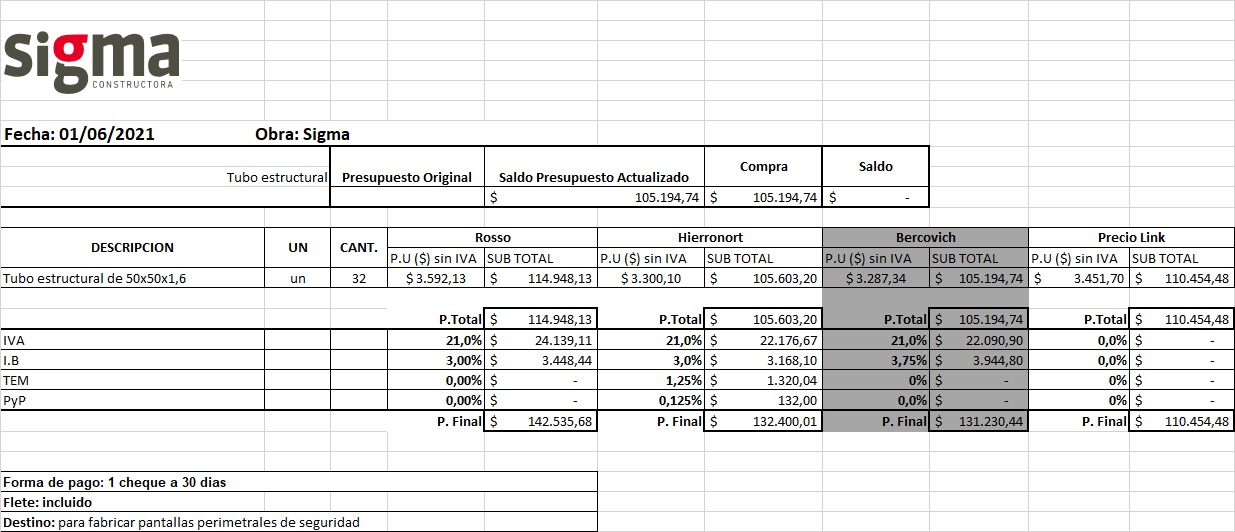 sigma
CONSTRUCTORA
Fecha: 01/06/2021 Obra: Sigma
Tubo estructural Presupuesto Original Saldo Presupuesto Actualizado Compra Saldo
$ 105.194,74 $ 105.194,74 $ -
DESCRIPCION UN CANT. Rosso Hierronort Bercovich Precio Link
P.U ($) sin IVA SUB TOTAL P.U ($) sin IVA SUB TOTAL P.U ($) sin IVA SUB TOTAL P.U ($) sin IVA SUB TOTAL
Tubo estructural de 50x50x1,6 un 32 $ 3.592,13 $ 114.948,13 $ 3.300,10 $ 105.603,20 $ 3.287,34 $ 105.194,74 $ 3.451,70 $ 110.454,48
P.Total $ 114.948,13 P.Total $ 105.603,20 P.Total $ 105.194,74 P.Total $ 110.454,48
IVA 21,0% $ 24.139,11 21,0% $ 22.176,67 21,0% $ 22.090,90 0,0% $ -
I.B 3,00% $ 3.448,44 3,0% $ 3.168,10 3,75% $ 3.944,80 0,0% $ -
TEM 0,00% $ - 1,25% $ 1.320,04 0% $ - 0% $ -
PyP 0,00% $ - 0,125% $ 132,00 0,0% $ - 0% $ -
P. Final $ 142.535,68 P. Final $ 132.400,01 P. Final $ 131.230,44 P. Final $ 110.454,48
Forma de pago: 1 cheque a 30 dias
Flete: incluido
Destino: para fabricar pantallas perimetrales de seguridad